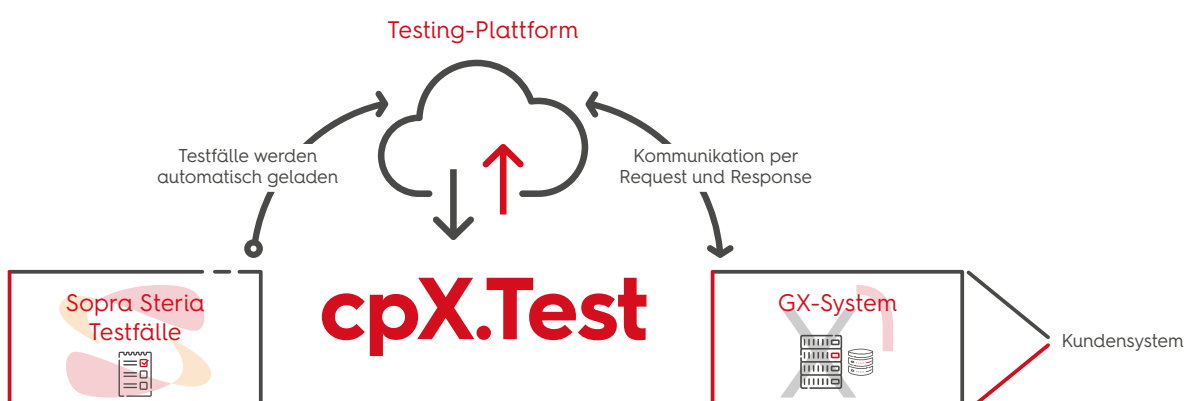 Testing-Plattform
Testfälle werden
automatisch geladen
Kommunikation per
Request und Response
cpX.Test
Sopra Steria
Testfälle
GX-System
Kundensystem